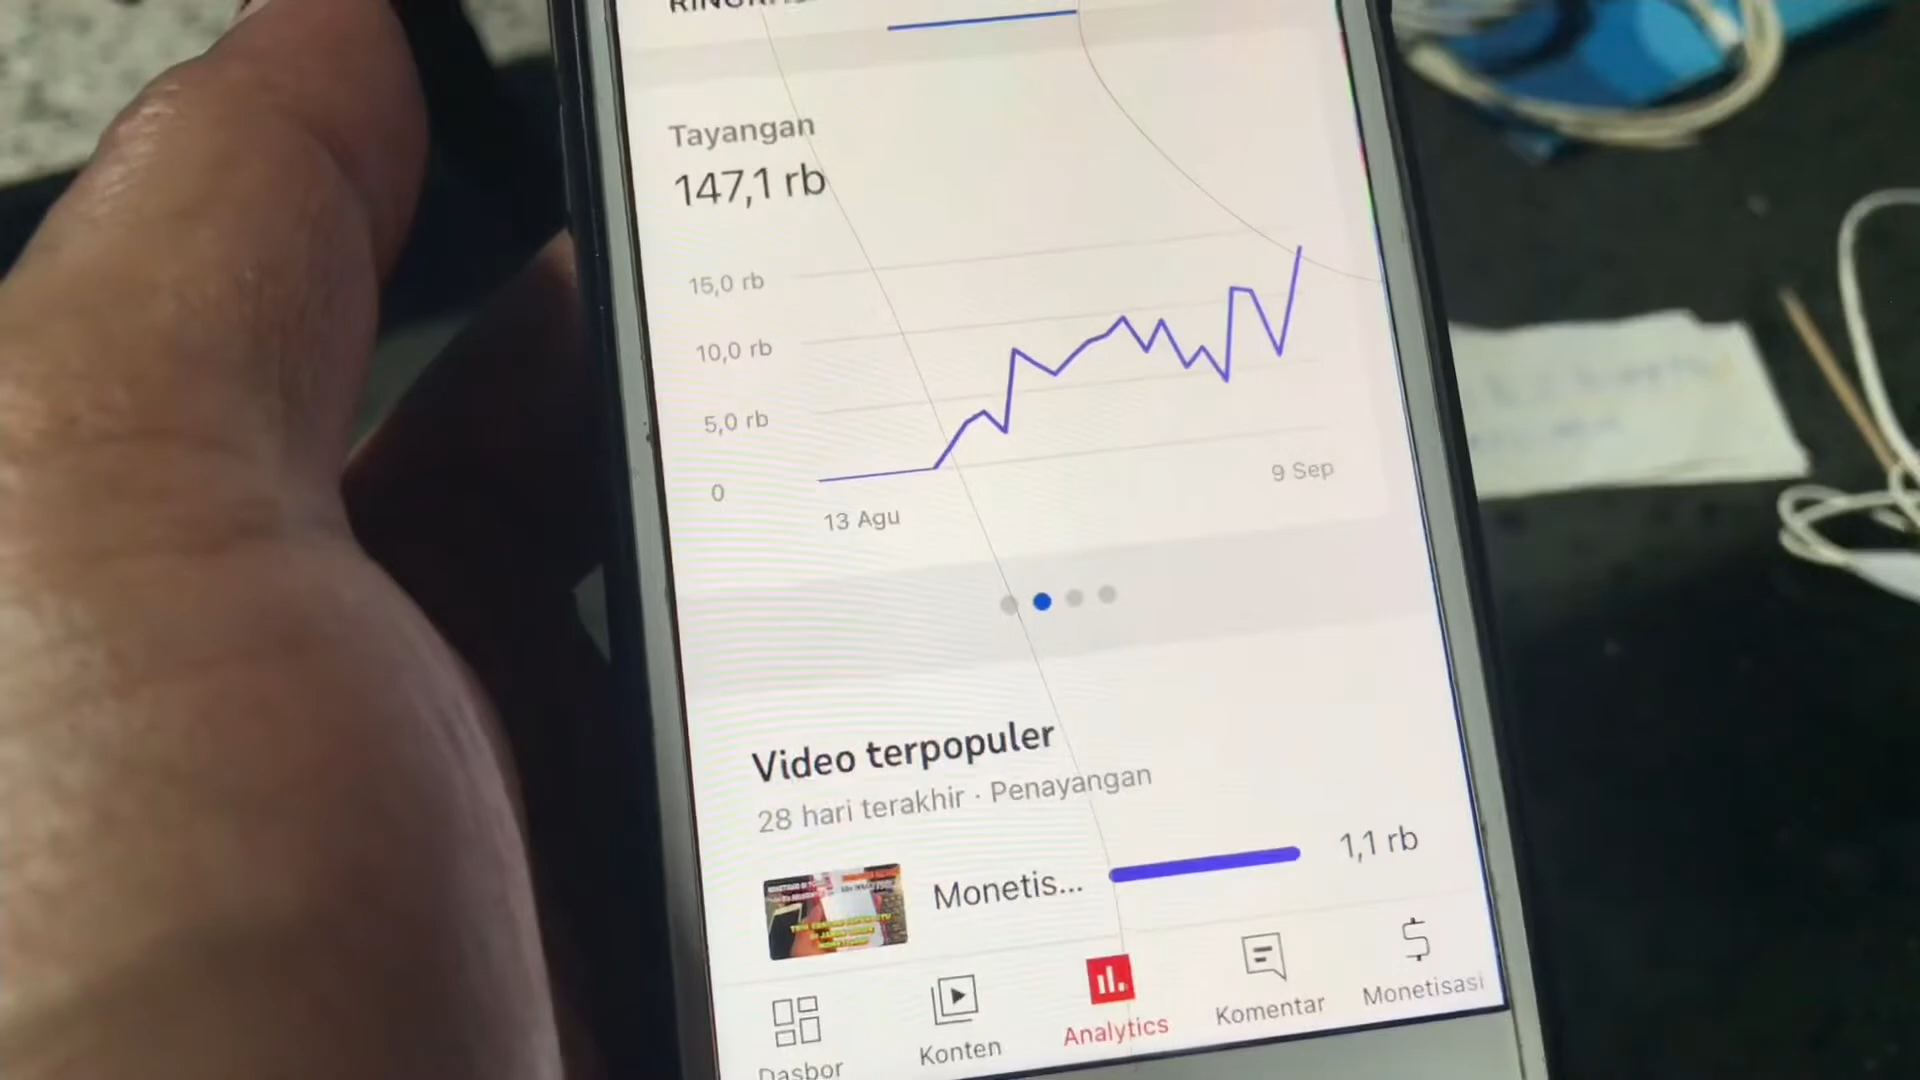 Tayangan
147,1 rb
15,0 rb
10,0 rb
5,0 rb
0
13 Agu
9 Sep
Video terpopuler
28 hari terakhir · Penayangan
Monetis...
1,1 rb
Dasbor
Konten
Analytics
Komentar
Monetisasi